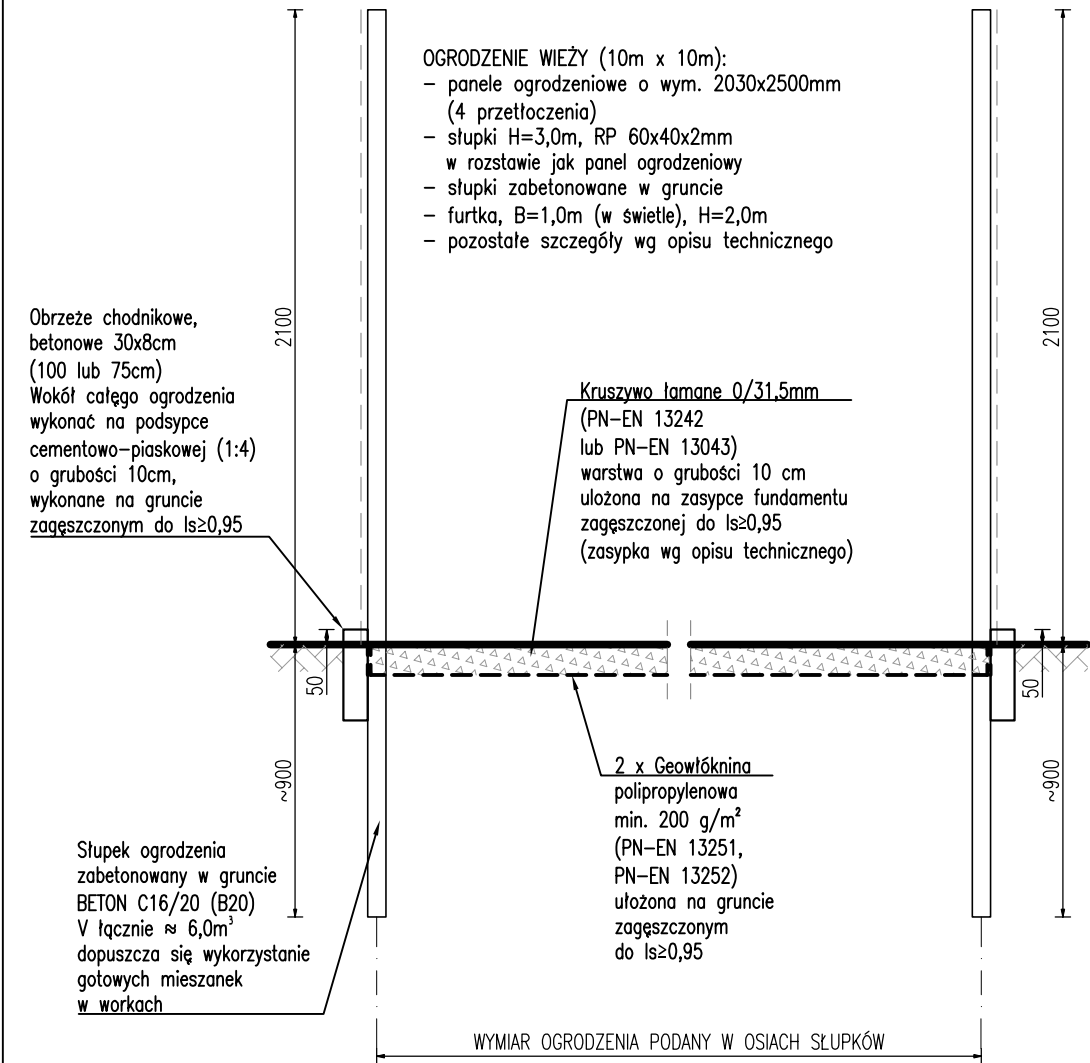 OGRODZENIE WIEŻY (10m x 10m):
– panele ogrodzeniowe o wym. 2030x2500mm
(4 przetłoczenia)
– słupki H=3,0m, RP 60x40x2mm
w rozstawie jak panel ogrodzeniowy
– słupki zabetonowane w gruncie
– furtka, B=1,0m (w świetle), H=2,0m
– pozostałe szczegóły wg opisu technicznego
2100
2100
Obrzeże chodnikowe,
betonowe 30x8cm
(100 lub 75cm)
Wokół całego ogrodzenia
wykonać na podsypce
cementowo–piaskowej (1:4)
o grubości 10cm,
wykonane na gruncie
zagęszczonym do Is≥0,95
Kruszywo łamane 0/31,5mm
(PN–EN 13242
lub PN–EN 13043)
warstwa o grubości 10 cm
ulożona na zasypce fundamentu
zagęszczonej do Is≥0,95
(zasypka wg opisu technicznego)
50
50
~900
~900
2 x Geowłóknina
polipropylenowa
min. 200 g/m²
(PN–EN 13251,
PN–EN 13252)
ułożona na gruncie
zagęszczonym
do Is≥0,95
Słupek ogrodzenia
zabetonowany w gruncie
BETON C16/20 (B20)
V łącznie ≈ 6,0m³
dopuszcza się wykorzystanie
gotowych mieszanek
w workach
WYMIAR OGRODZENIA PODANY W OSIACH SŁUPKÓW